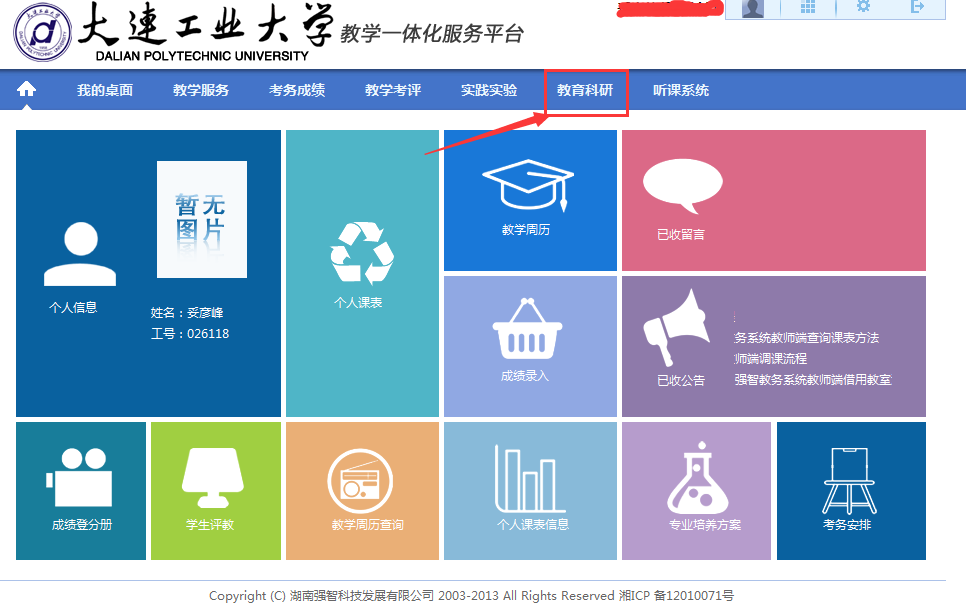 大连工业大学 教学一体化服务平台
DALIAN POLYTECHNIC UNIVERSITY
我的桌面 教学服务 考务成绩 教学考评 实践实验 教育科研 听课系统
暂无
图片
个人信息
姓名：爱彦峰
工号：026118
个人课表
教学周历
已收留言
成绩录入
务系统教师端查询课表方法
师端调课流程
强智教务系统教师端借用教室
已收公告
成绩登分册
学生评教
教学周历查询
个人课表信息
专业培养方案
考务安排
Copyright (C) 湖南强智科技发展有限公司 2003-2013 All Rights Reserved 湘ICP 备12010071号